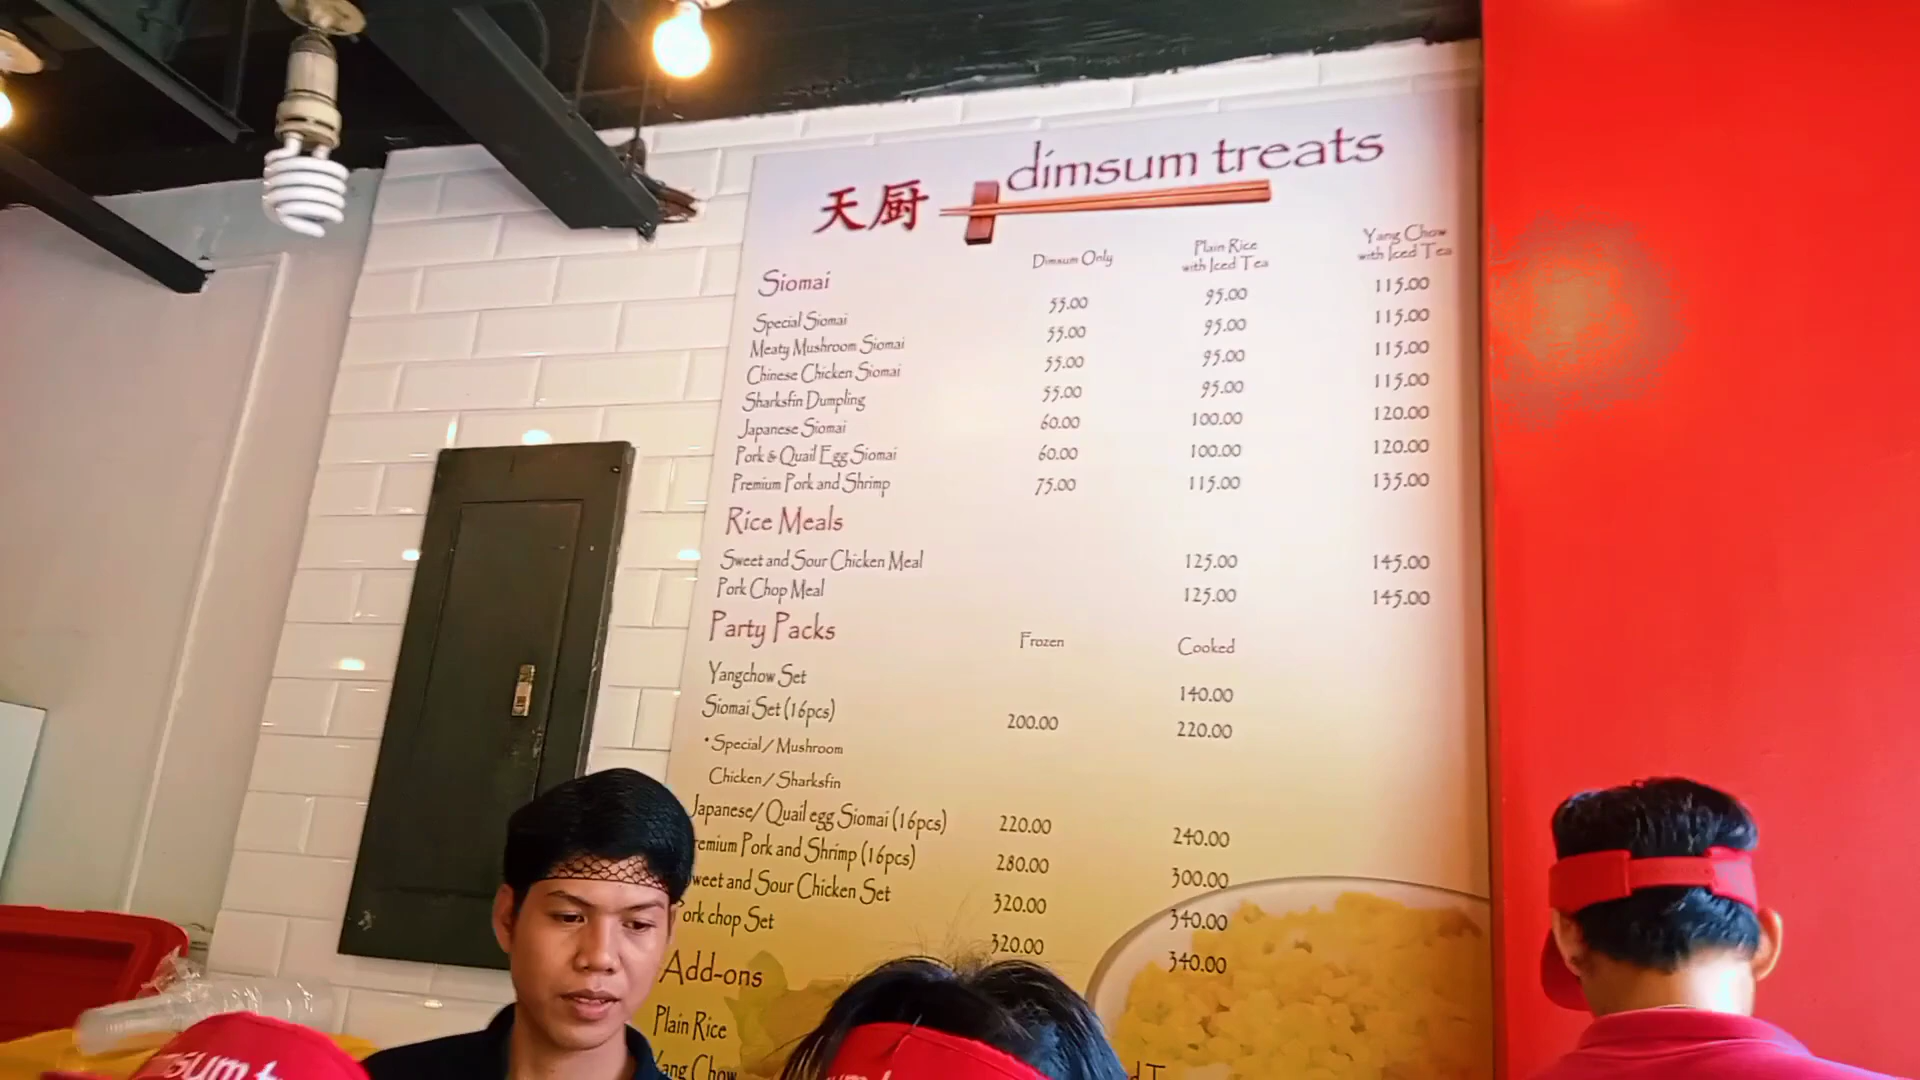 天厨 dimsum treats
Dimsum Only Plain Rice with Iced Tea Yang Chow with Iced Tea
Siomai
Special Siomai 55.00 95.00 115.00
Meaty Mushroom Siomai 55.00 95.00 115.00
Chinese Chicken Siomai 55.00 95.00 115.00
Sharksfin Dumpling 55.00 95.00 115.00
Japanese Siomai 60.00 100.00 120.00
Pork & Quail Egg Siomai 60.00 100.00 120.00
Premium Pork and Shrimp 75.00 115.00 135.00
Rice Meals
Sweet and Sour Chicken Meal 125.00 145.00
Pork Chop Meal 125.00 145.00
Party Packs Frozen Cooked
Yangchow Set 140.00
Siomai Set (16pcs) 200.00 220.00
• Special / Mushroom
Chicken / Sharksfin
Japanese/ Quail egg Siomai (16pcs) 220.00 240.00
remium Pork and Shrimp (16pcs) 280.00 300.00
weet and Sour Chicken Set 320.00 340.00
ork chop Set 320.00 340.00
Add-ons
Plain Rice
ang Chow